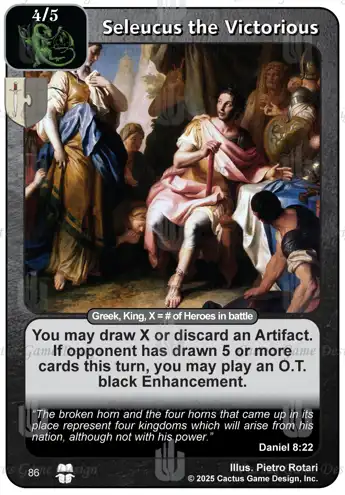 4/5
Seleucus the Victorious
Greek, King, X = # of Heroes in battle
You may draw X or discard an Artifact.
If opponent has drawn 5 or more
cards this turn, you may play an O.T.
black Enhancement.
"The broken horn and the four horns that came up in its
place represent four kingdoms which will arise from his
nation, although not with his power."
Daniel 8:22
Illus. Pietro Rotari
86
© 2025 Cactus Game Design, Inc.